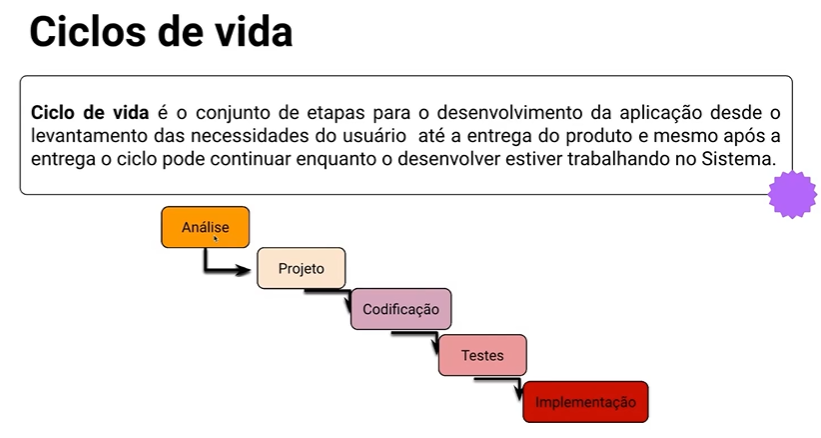 Ciclos de vida
Ciclo de vida é o conjunto de etapas para o desenvolvimento da aplicação desde o
levantamento das necessidades do usuário até a entrega do produto e mesmo após a
entrega o ciclo pode continuar enquanto o desenvolver estiver trabalhando no Sistema.
Análise
Projeto
Codificação
Testes
Implementação